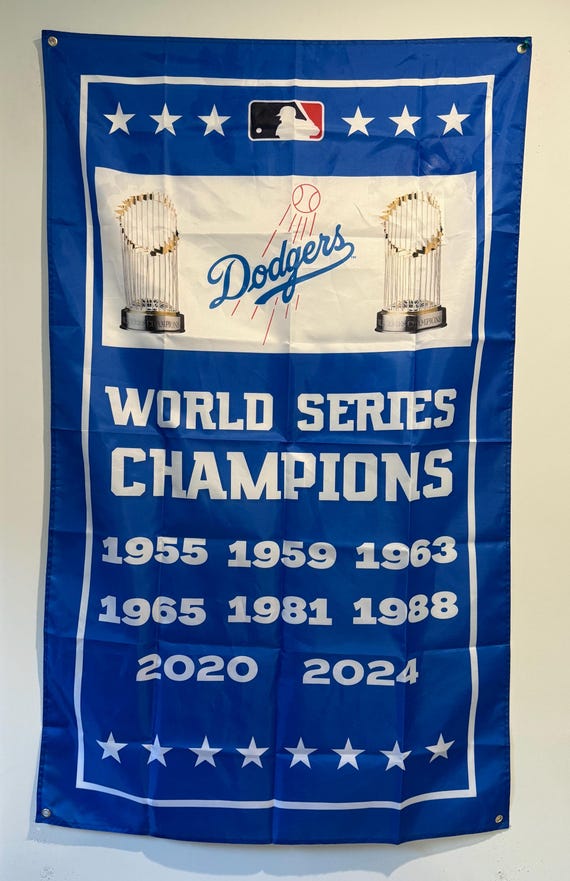 Dodgers
WORLD SERIES
CHAMPIONS
1955 1959 1963
1965 1981 1988
2020 2024